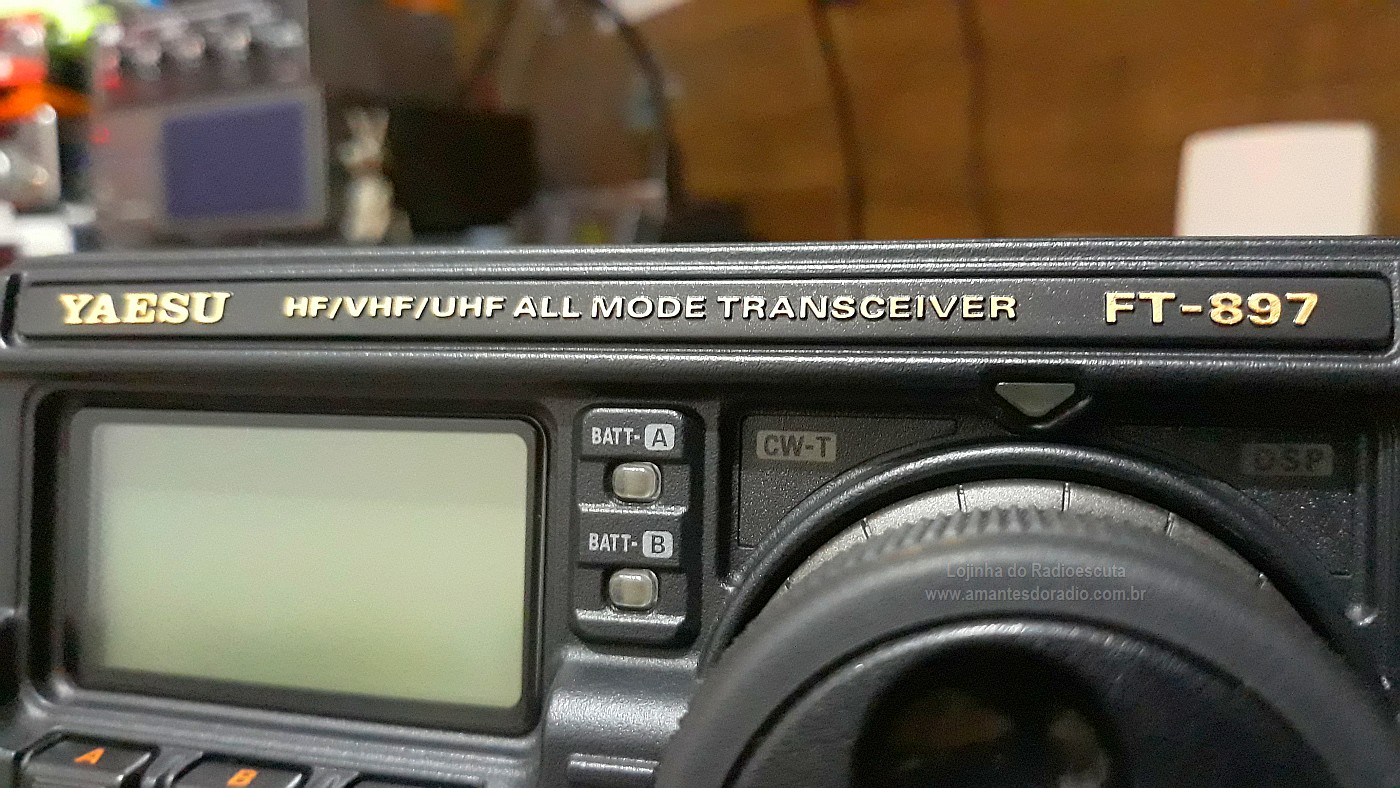 YAESU HF/VHF/UHF ALL MODE TRANSCEIVER FT-897
BATT-A
BATT-B
CW-T
DSP
Lojinha do Radioescuta
www.amantesdoradio.com.br
A
B